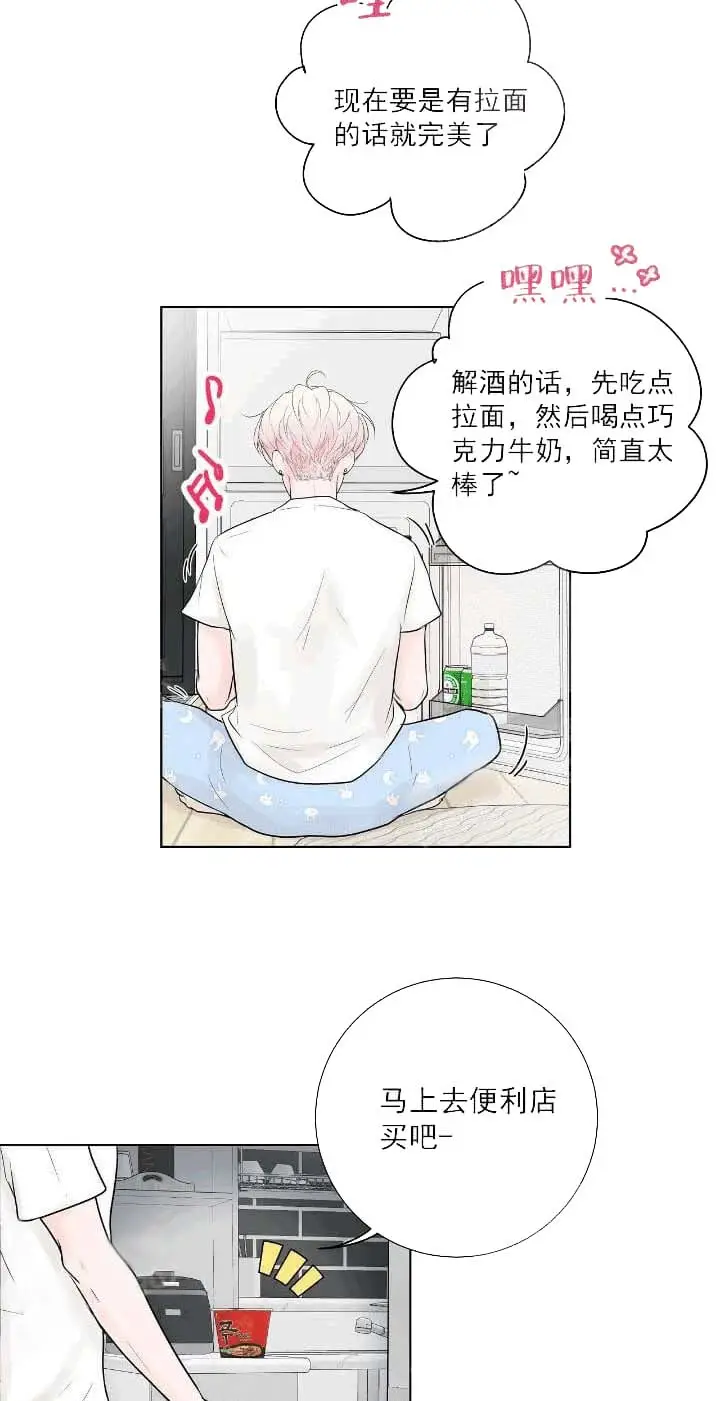 嘿
现在要是有拉面
的话就完美了
嘿嘿...
解酒的话，先吃点
拉面，然后喝点巧
克力牛奶，简直太
棒了~
马上去便利店
买吧-